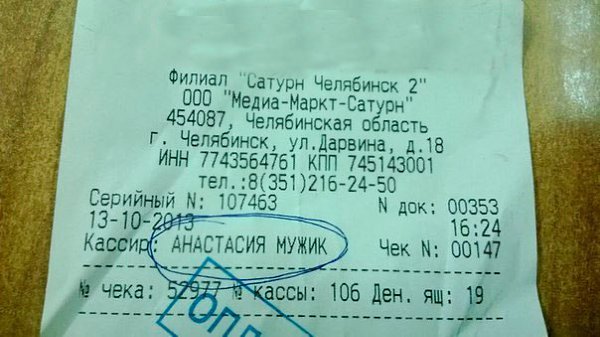 Филиал "Сатурн Челябинск 2"
ООО "Медиа-Маркт-Сатурн"
454087, Челябинская область
г. Челябинск, ул.Дарвина, д.18
ИНН 7743564761 КПП 745143001
тел.:8(351)216-24-50
Серийный N: 107463 N док: 00353
13-10-2013 16:24
Кассир: АНАСТАСИЯ МУЖИК Чек N: 00147
№ чека: 52977 № кассы: 106 Ден. ящ: 19